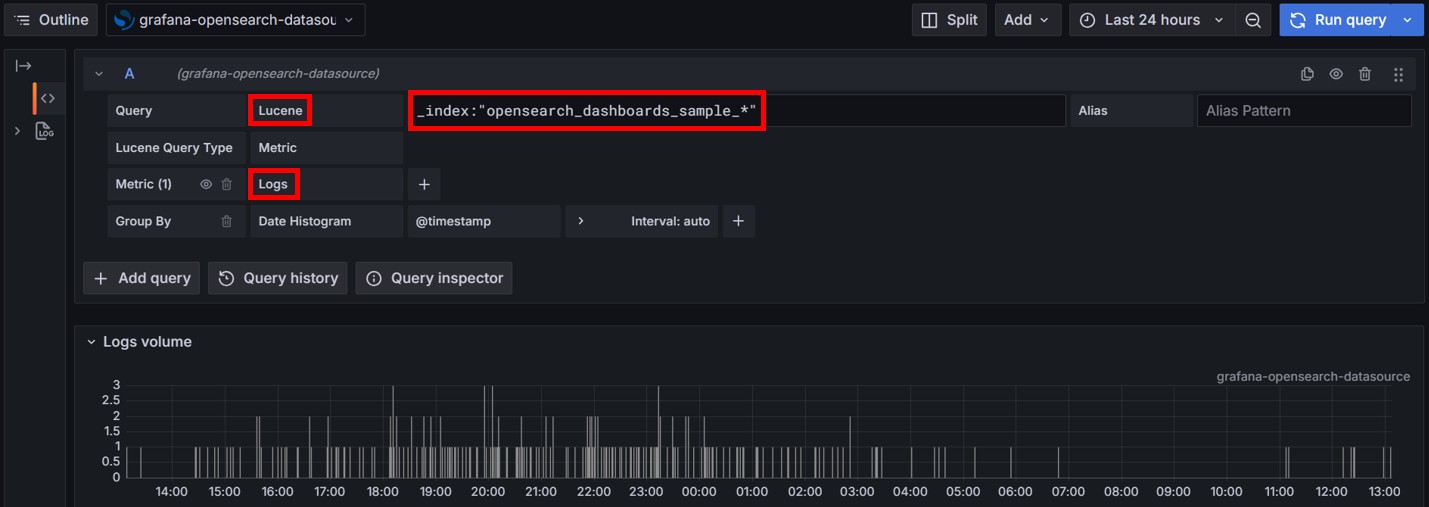 Outline grafana-opensearch-datasou Split Add Last 24 hours Run query
A (grafana-opensearch-datasource)
Query Lucene _index:"opensearch_dashboards_sample_*" Alias Alias Pattern
Lucene Query Type Metric
Metric (1) Logs +
Group By Date Histogram @timestamp > Interval: auto +
+ Add query Query history Query inspector
LOG
Logs volume
grafana-opensearch-datasource
3
2.5
2
1.5
1
0.5
0
14:00 15:00 16:00 17:00 18:00 19:00 20:00 21:00 22:00 23:00 00:00 01:00 02:00 03:00 04:00 05:00 06:00 07:00 08:00 09:00 10:00 11:00 12:00 13:00